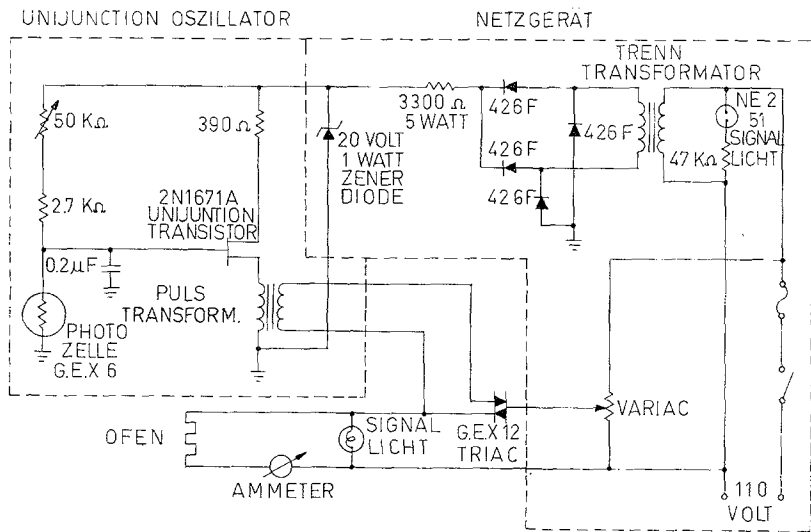 UNIJUNCTION OSZILLATOR
NETZGERÄT
TRENN
TRANSFORMATOR
50 KΩ
390 Ω
3300 Ω
5 WATT
426 F
426 F
426 F
426 F
NE 2
51
SIGNAL
LICHT
47 KΩ
20 VOLT
1 WATT
ZENER
DIODE
2.7 KΩ
2N1671A
UNIJUNTION
TRANSISTOR
0.2 µF
PULS
TRANSFORM.
PHOTO
ZELLE
G.E.X 6
OFEN
SIGNAL
LICHT
G.E.X 12
TRIAC
VARIAC
AMMETER
110
VOLT